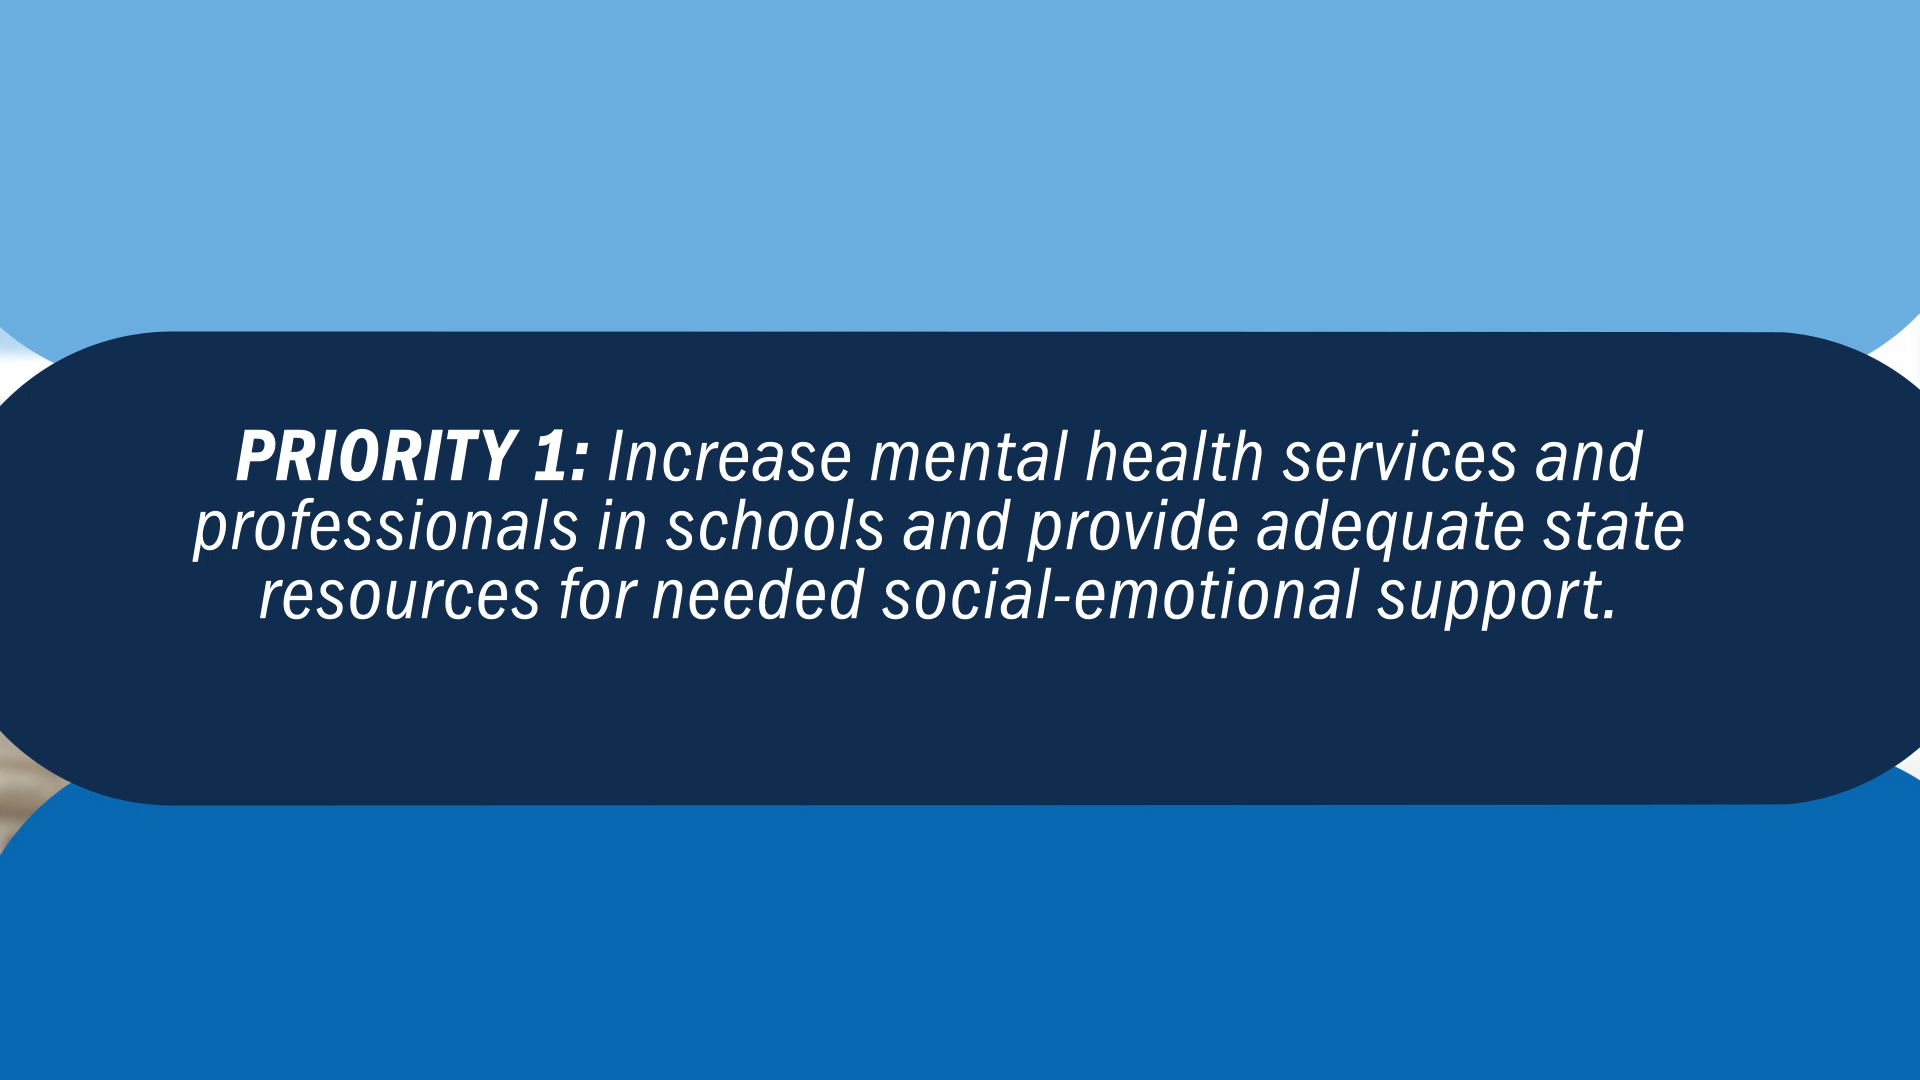 PRIORITY 1: Increase mental health services and
professionals in schools and provide adequate state
resources for needed social-emotional support.